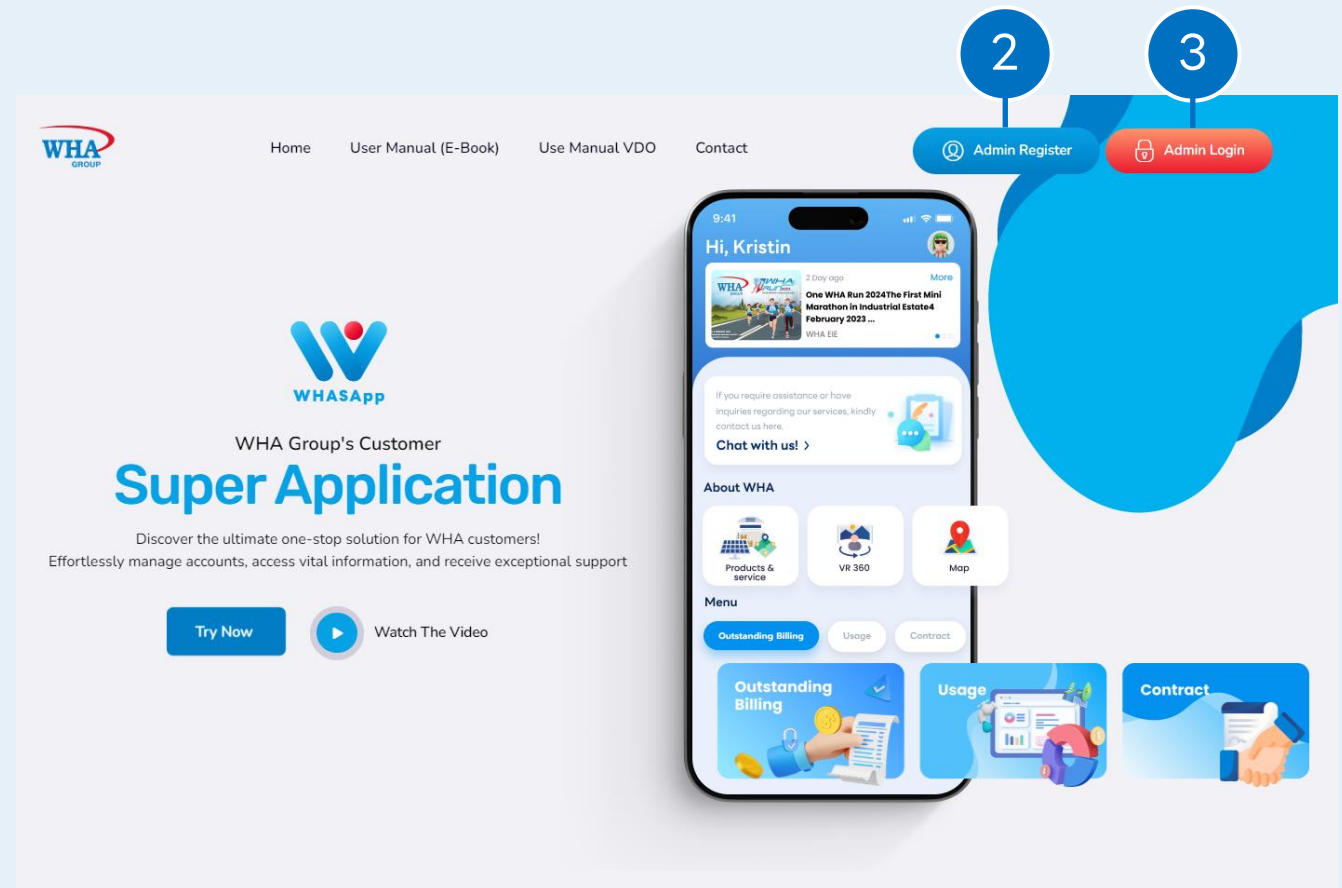 2
3
WHA
GROUP
Home
User Manual (E-Book)
Use Manual VDO
Contact
Admin Register
Admin Login
WHASApp
WHA Group's Customer
Super Application
Discover the ultimate one-stop solution for WHA customers!
Effortlessly manage accounts, access vital information, and receive exceptional support
Try Now
Watch The Video
9:41
Hi, Kristin
WHA
2 Day ago
More
One WHA Run 2024The First Mini
Marathon in Industrial Estate4
February 2023 ...
WHA EIE
If you require assistance or have
inquiries regarding our services, kindly
contact us here.
Chat with us! >
About WHA
Products &
service
VR 360
Map
Menu
Outstanding Billing
Usage
Contract
Outstanding
Billing
Usage
Contract